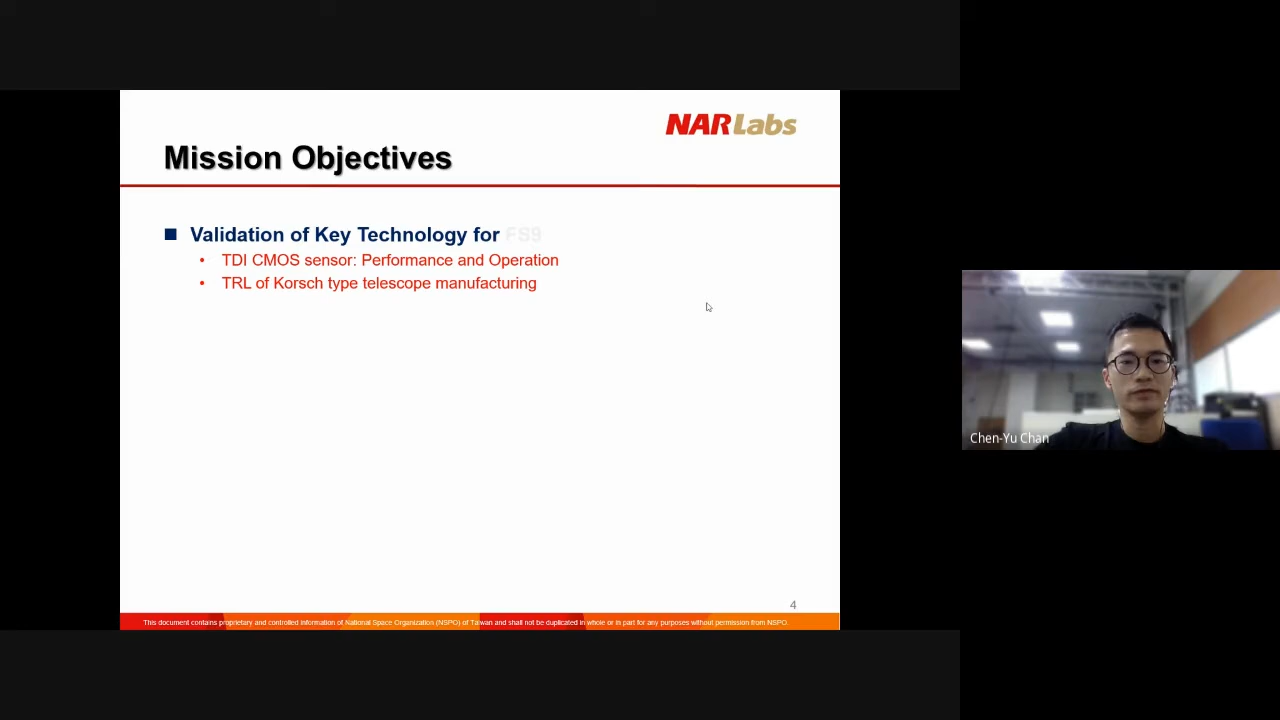 NARLabs
Mission Objectives
Validation of Key Technology for FS9
TDI CMOS sensor: Performance and Operation
TRL of Korsch type telescope manufacturing
Chen-Yu Chan
4
This document contains proprietary and controlled information of National Space Organization (NSPO) of Taiwan and shall not be duplicated in whole or in part for any purposes without permission from NSPO.